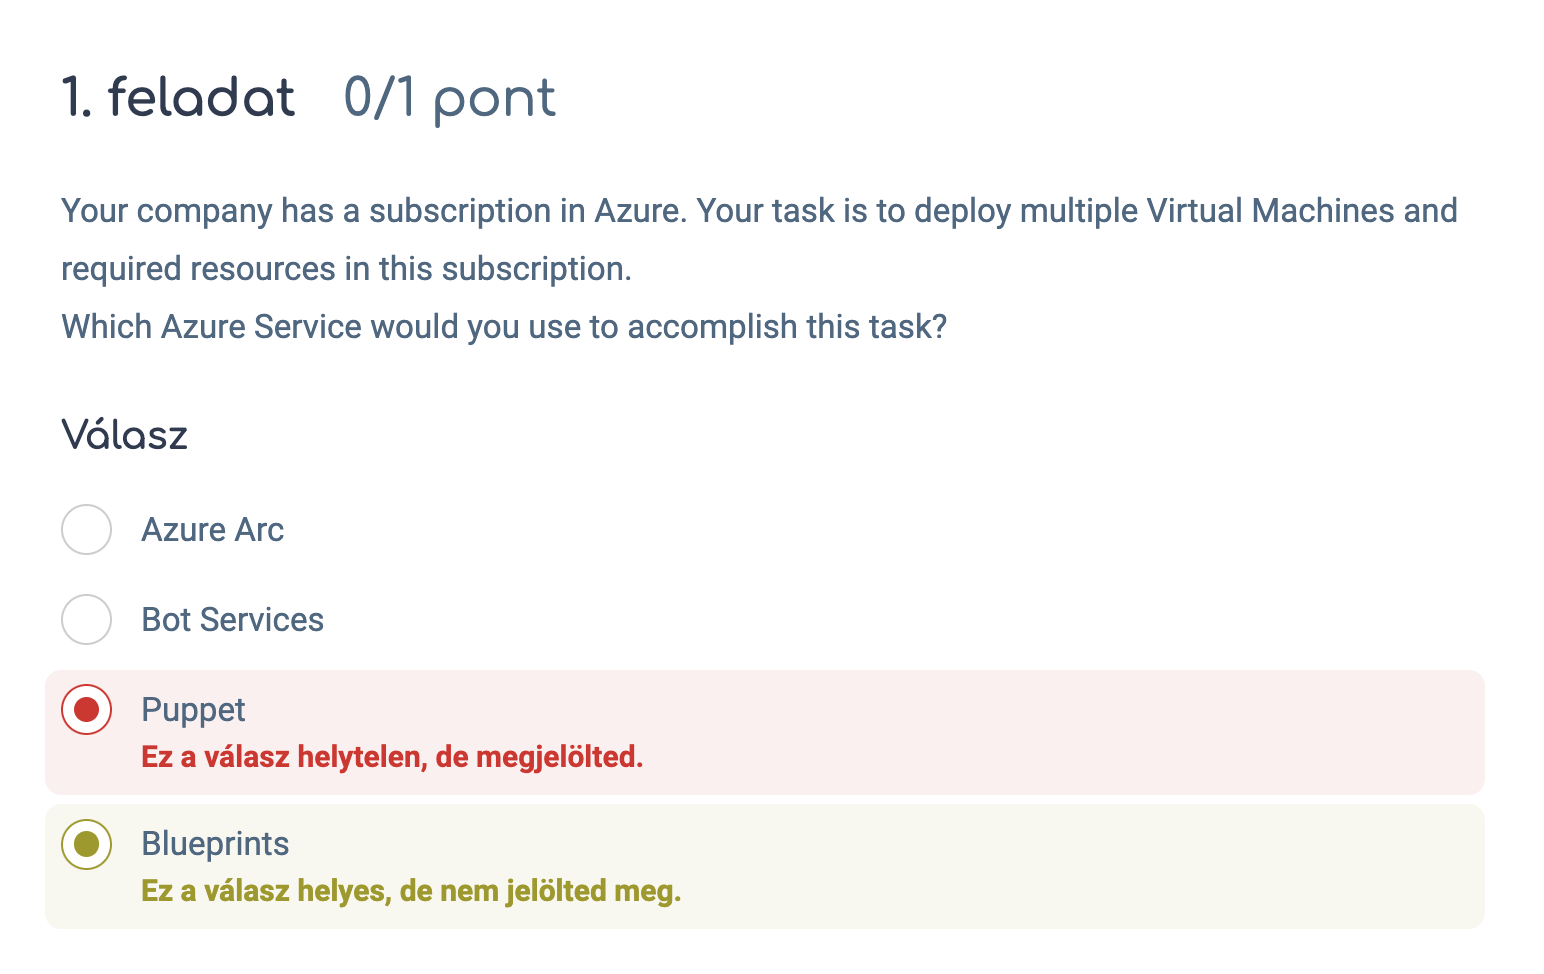 1. feladat 0/1 pont
Your company has a subscription in Azure. Your task is to deploy multiple Virtual Machines and
required resources in this subscription.
Which Azure Service would you use to accomplish this task?
Válasz
Azure Arc
Bot Services
Puppet
Ez a válasz helytelen, de megjelölted.
Blueprints
Ez a válasz helyes, de nem jelölted meg.